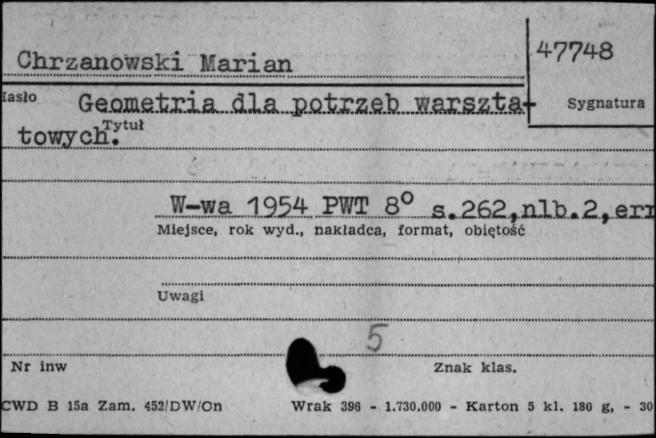 Chrzanowski Marian
47748
Hasło Geometria dla potrzeb warszta- Sygnatura
towych. Tytuł
W-wa 1954 PWT 8° s.262,nlb.2,err
Miejsce, rok wyd., nakładca, format, objętość
Uwagi
5
Nr inw Znak klas.
CWD B 15a Zam. 452/DW/On Wrak 396 - 1.730.000 - Karton 5 kl. 180 g, - 30